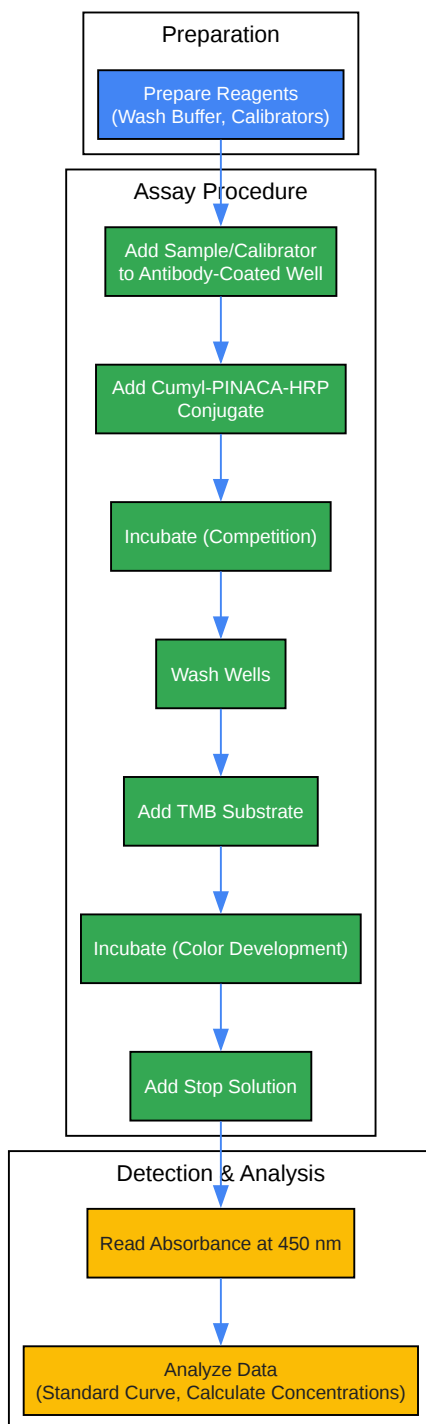 Preparation
Prepare Reagents
(Wash Buffer, Calibrators)
Assay Procedure
Add Sample/Calibrator
to Antibody-Coated Well
Add Cumyl-PINACA-HRP
Conjugate
Incubate (Competition)
Wash Wells
Add TMB Substrate
Incubate (Color Development)
Add Stop Solution
Detection & Analysis
Read Absorbance at 450 nm
Analyze Data
(Standard Curve, Calculate Concentrations)